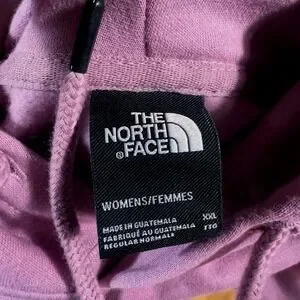 THE
NORTH
FACE
®
WOMENS/FEMMES
MADE IN GUATEMALA
FABRIQUÉ AU GUATEMALA
REGULAR NORMALE
XXL
TTG